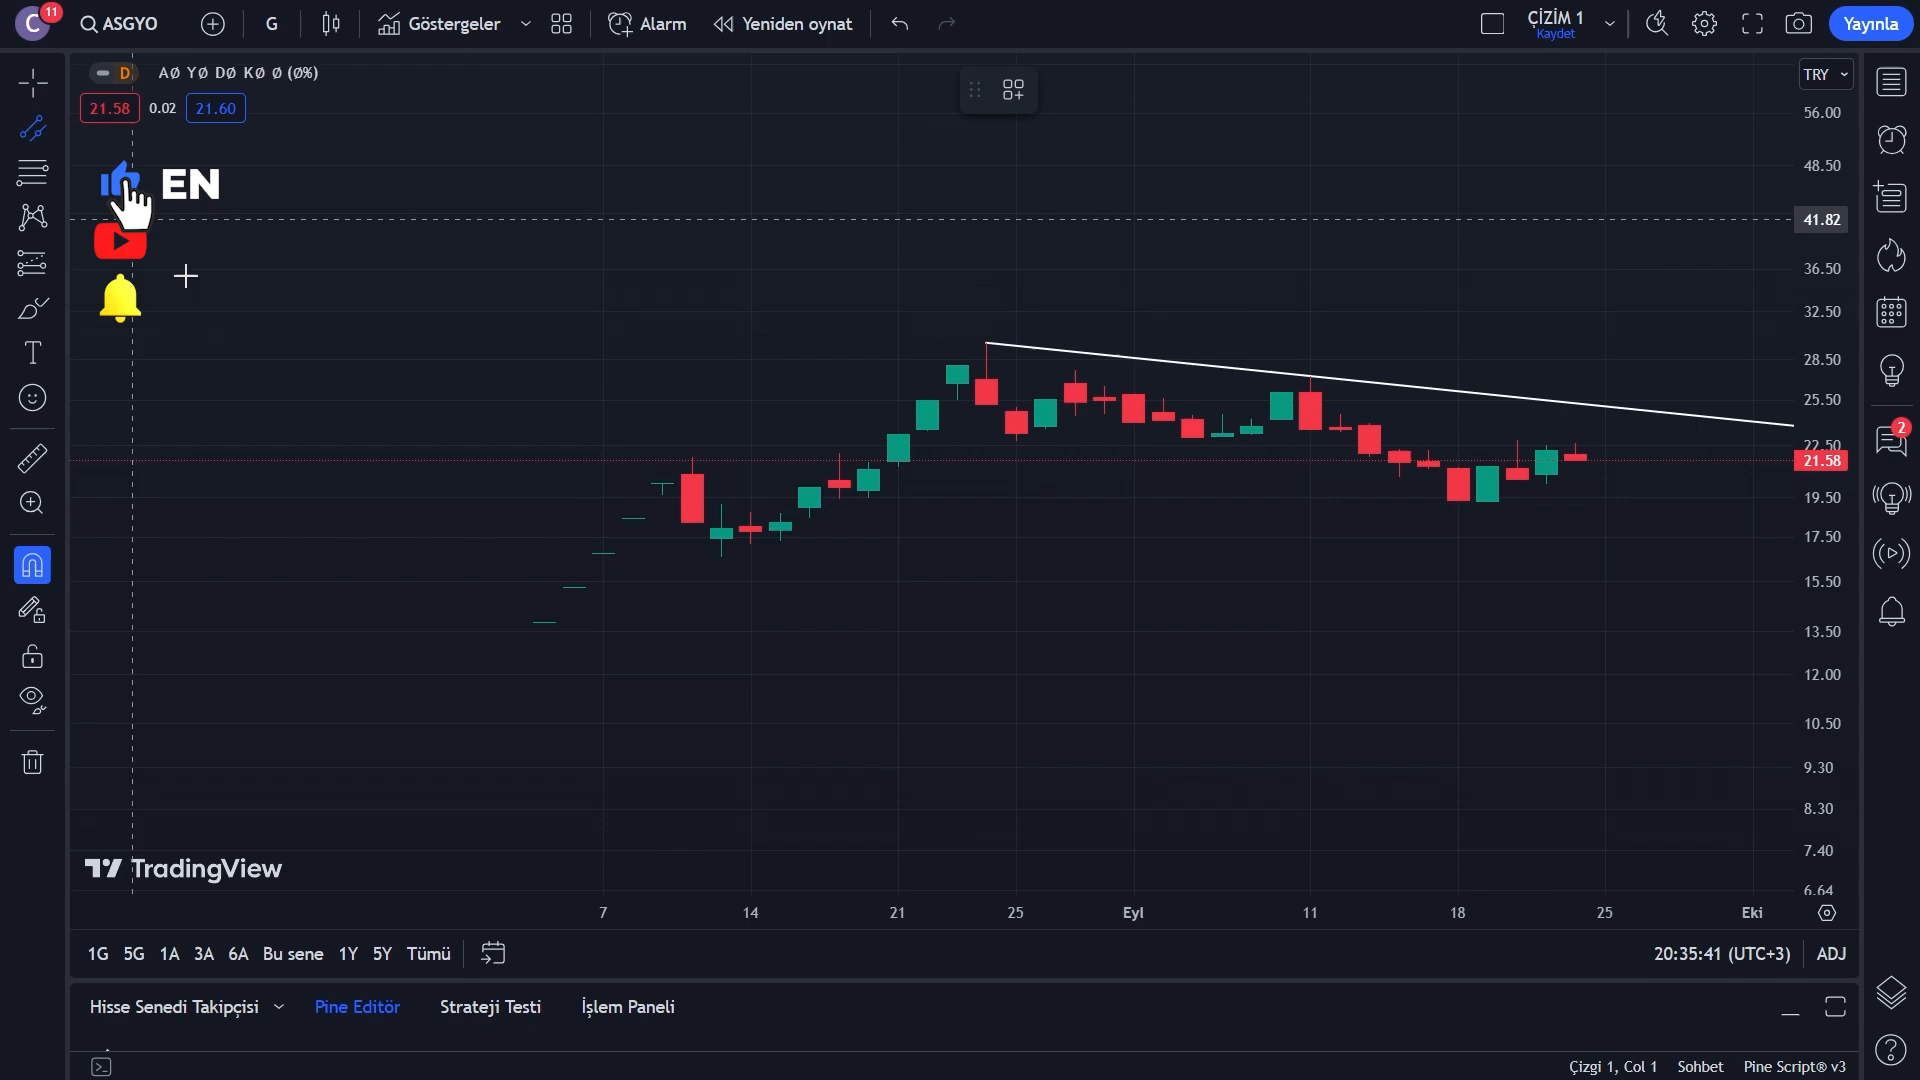 C 11 ASGYO G Göstergeler Alarm Yeniden oynat ÇİZİM 1 Yayınla
Kaydet
D AØ YØ DØ KØ Ø (Ø%) TRY
21.58 0.02 21.60
56.00
48.50
EN
41.82
36.50
32.50
28.50
25.50
22.50
21.58
2
19.50
17.50
15.50
13.50
12.00
10.50
9.30
8.30
7.40
6.64
TradingView
7 14 21 25 Eyl 11 18 25 Eki
1G 5G 1A 3A 6A Bu sene 1Y 5Y Tümü 20:35:41 (UTC+3) ADJ
Hisse Senedi Takipçisi Pine Editör Strateji Testi İşlem Paneli
Çizgi 1, Col 1 Sohbet Pine Script® v3